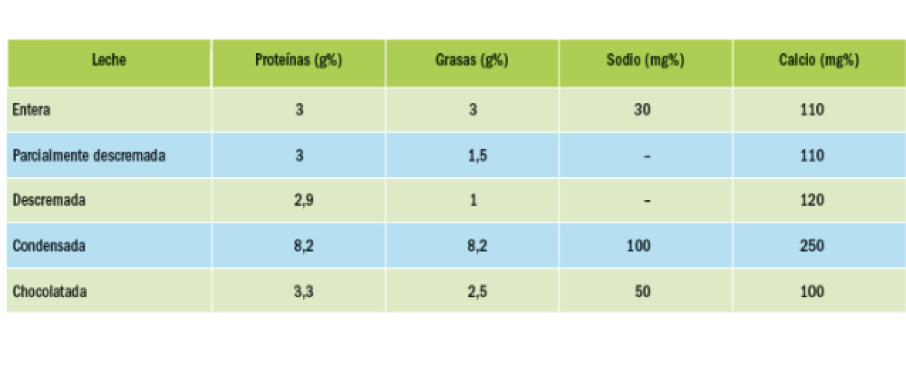 Leche Proteínas (g%) Grasas (g%) Sodio (mg%) Calcio (mg%)
Entera 3 3 30 110
Parcialmente descremada 3 1,5 – 110
Descremada 2,9 1 – 120
Condensada 8,2 8,2 100 250
Chocolatada 3,3 2,5 50 100